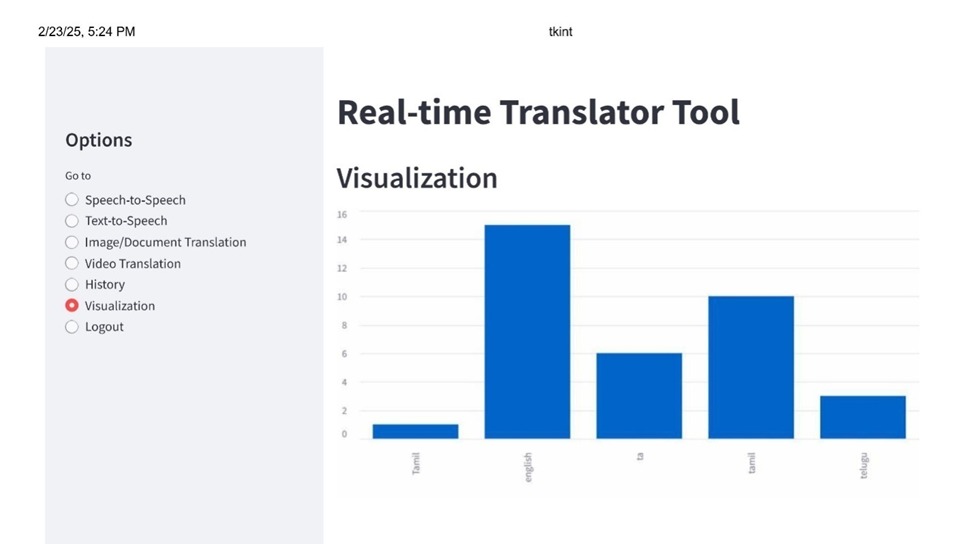 2/23/25, 5:24 PM
tkint
Options
Go to
Speech-to-Speech
Text-to-Speech
Image/Document Translation
Video Translation
History
Visualization
Logout
Real-time Translator Tool
Visualization
16
14
12
10
8
6
4
2
0
Tamil
english
ta
tamil
telugu